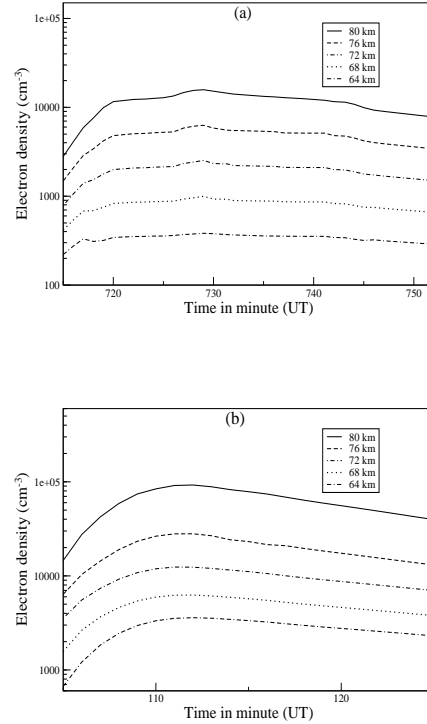 (a)
1e+05
10000
1000
100
Electron density (cm-3)
80 km
76 km
72 km
68 km
64 km
720 730 740 750
Time in minute (UT)
(b)
1e+05
10000
1000
Electron density (cm-3)
80 km
76 km
72 km
68 km
64 km
110 120
Time in minute (UT)